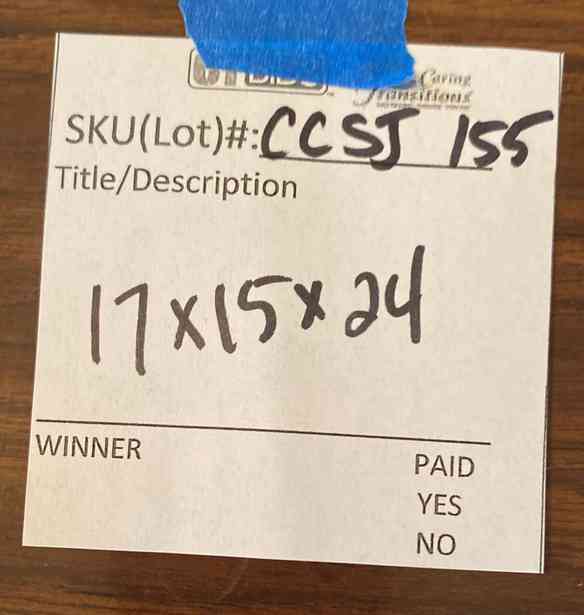 Caring
Transitions
SKU(Lot)#: CCSJ 155
Title/Description
17x15x24
WINNER
PAID
YES
NO